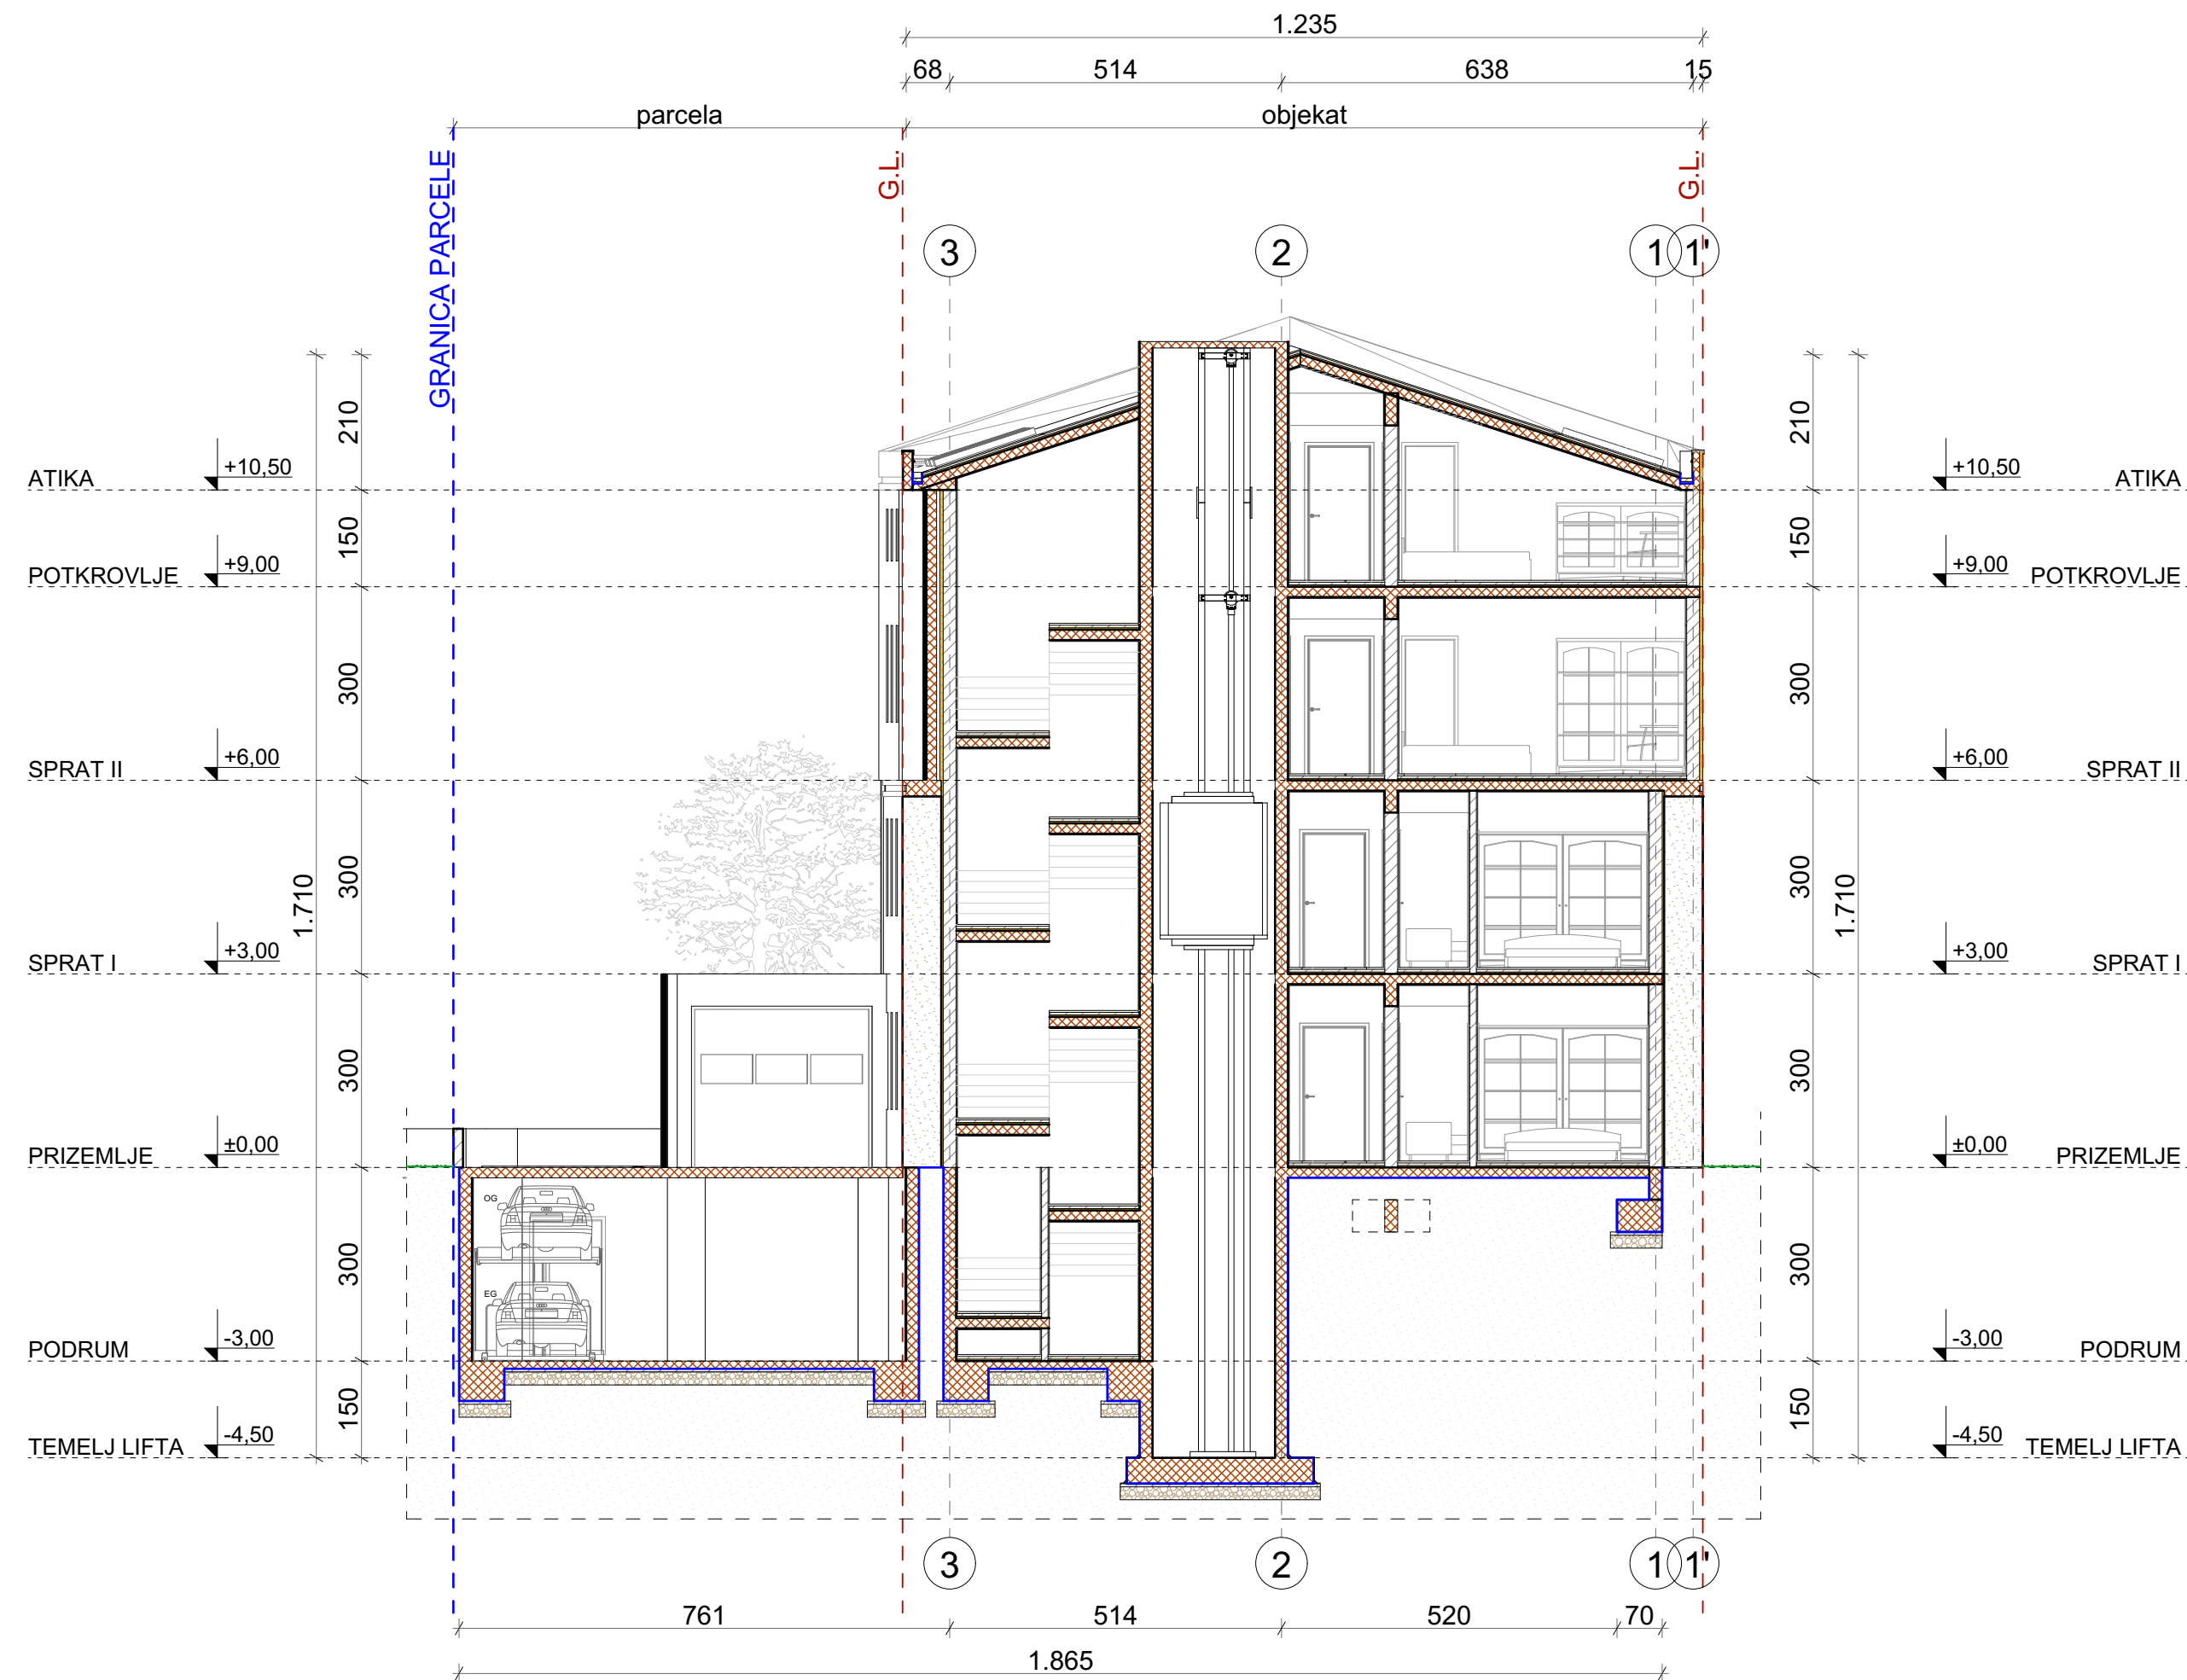 1.235
68 514 638 15
parcela objekat
GRANICA PARCELE
G.L. G.L.
3 2 1 1'
210 210
ATIKA +10,50 +10,50 ATIKA
150 150
POTKROVLJE +9,00 +9,00 POTKROVLJE
300 300
SPRAT II +6,00 +6,00 SPRAT II
300 300
1.710 1.710
SPRAT I +3,00 +3,00 SPRAT I
300 300
PRIZEMLJE ±0,00 ±0,00 PRIZEMLJE
OG
300 300
EG
PODRUM -3,00 -3,00 PODRUM
150 150
TEMELJ LIFTA -4,50 -4,50 TEMELJ LIFTA
3 2 1 1'
761 514 520 70
1.865